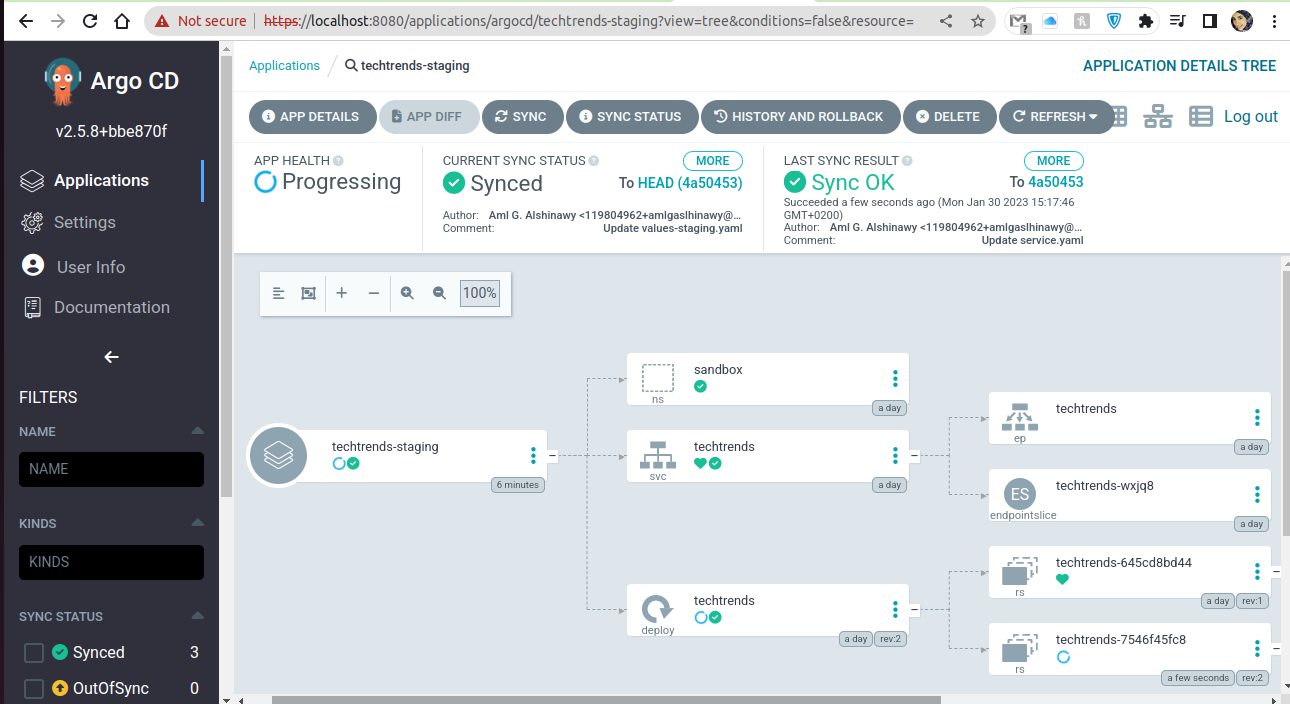 Not secure https://localhost:8080/applications/argocd/techtrends-staging?view=tree&conditions=false&resource=
Argo CD
v2.5.8+bbe870f
Applications
Settings
User Info
Documentation
FILTERS
NAME
NAME
KINDS
KINDS
SYNC STATUS
Synced 3
OutOfSync 0
Applications / techtrends-staging
APPLICATION DETAILS TREE
APP DETAILS APP DIFF SYNC SYNC STATUS HISTORY AND ROLLBACK DELETE REFRESH Log out
APP HEALTH
Progressing
CURRENT SYNC STATUS MORE
Synced To HEAD (4a50453)
Author: Aml G. Alshinawy <119804962+amlgaslhinawy@...
Comment: Update values-staging.yaml
LAST SYNC RESULT MORE
Sync OK To 4a50453
Succeeded a few seconds ago (Mon Jan 30 2023 15:17:46
GMT+0200)
Author: Aml G. Alshinawy <119804962+amlgaslhinawy@...
Comment: Update service.yaml
100%
techtrends-staging
6 minutes
sandbox
ns
a day
techtrends
svc
a day
techtrends
deploy
a day rev:2
techtrends
ep
a day
ES techtrends-wxjq8
endpointslice
a day
techtrends-645cd8bd44
rs
a day rev:1
techtrends-7546f45fc8
rs
a few seconds rev:2